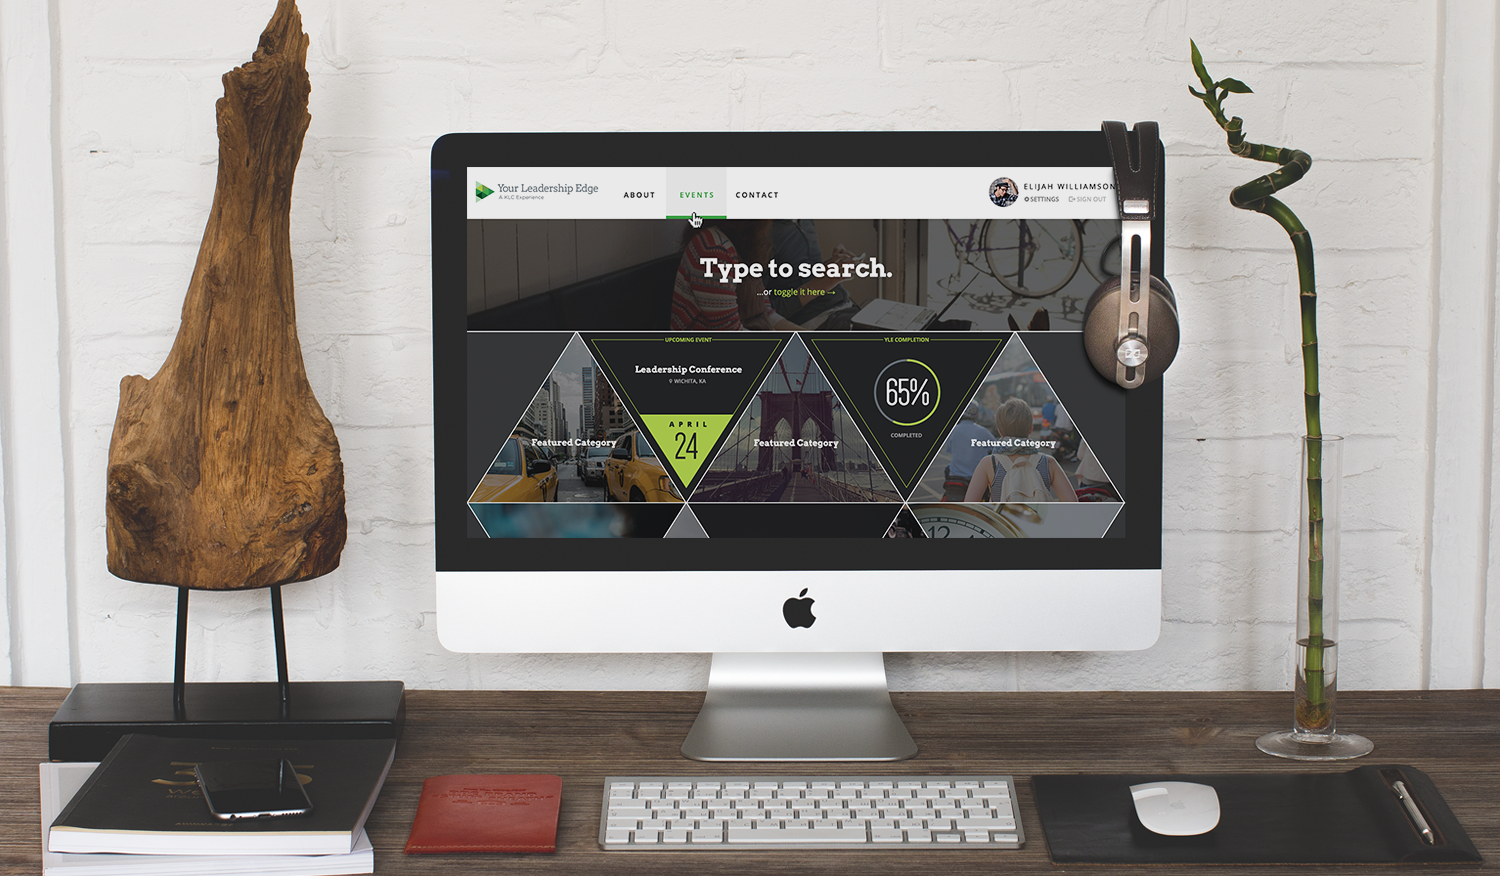 Your Leadership Edge
A KLC Experience
ABOUT
EVENTS
CONTACT
ELIJAH WILLIAMSON
SETTINGS
SIGN OUT
Type to search.
...or toggle it here →
UPCOMING EVENT
Leadership Conference
WICHITA, KA
APRIL
24
YLE COMPLETION
65%
COMPLETED
Featured Category
Featured Category
Featured Category
12